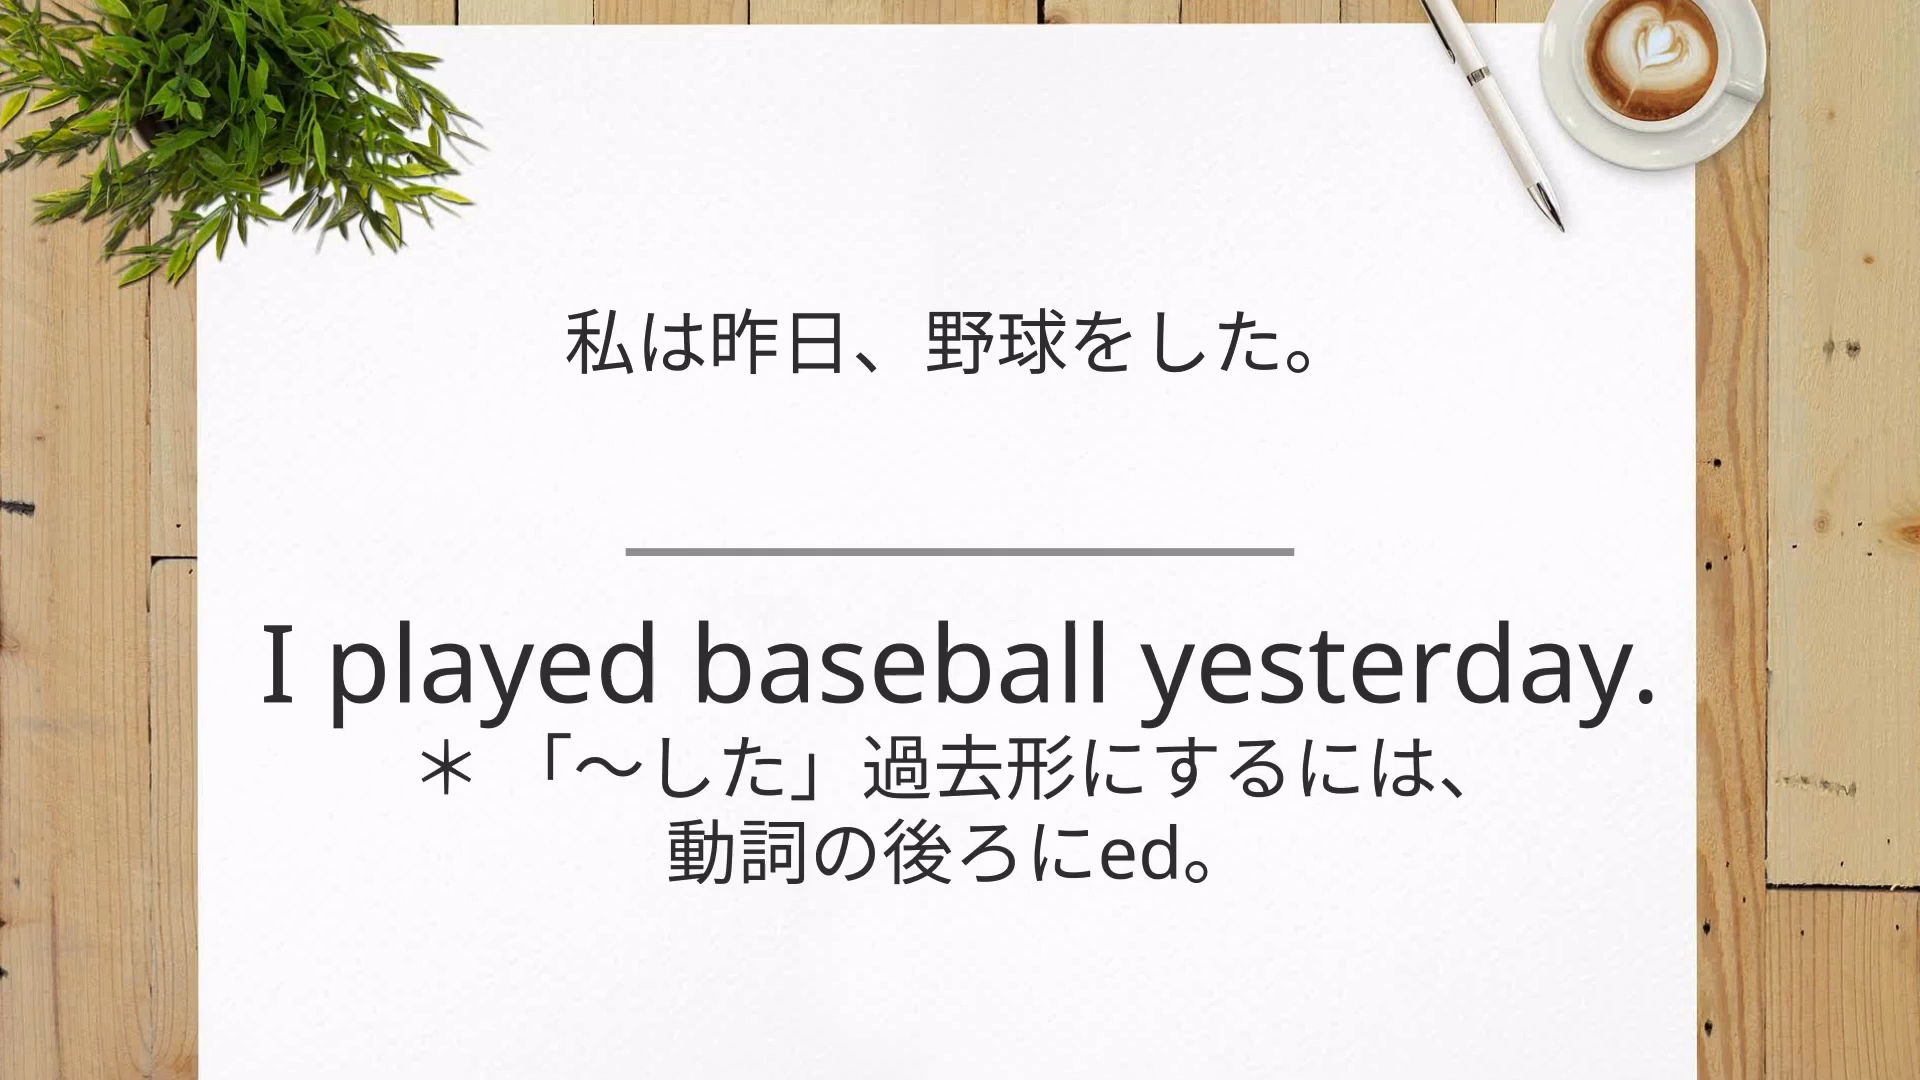 私は昨日、野球をした。
I played baseball yesterday.
＊ 「～した」過去形にするには、
動詞の後ろにed。